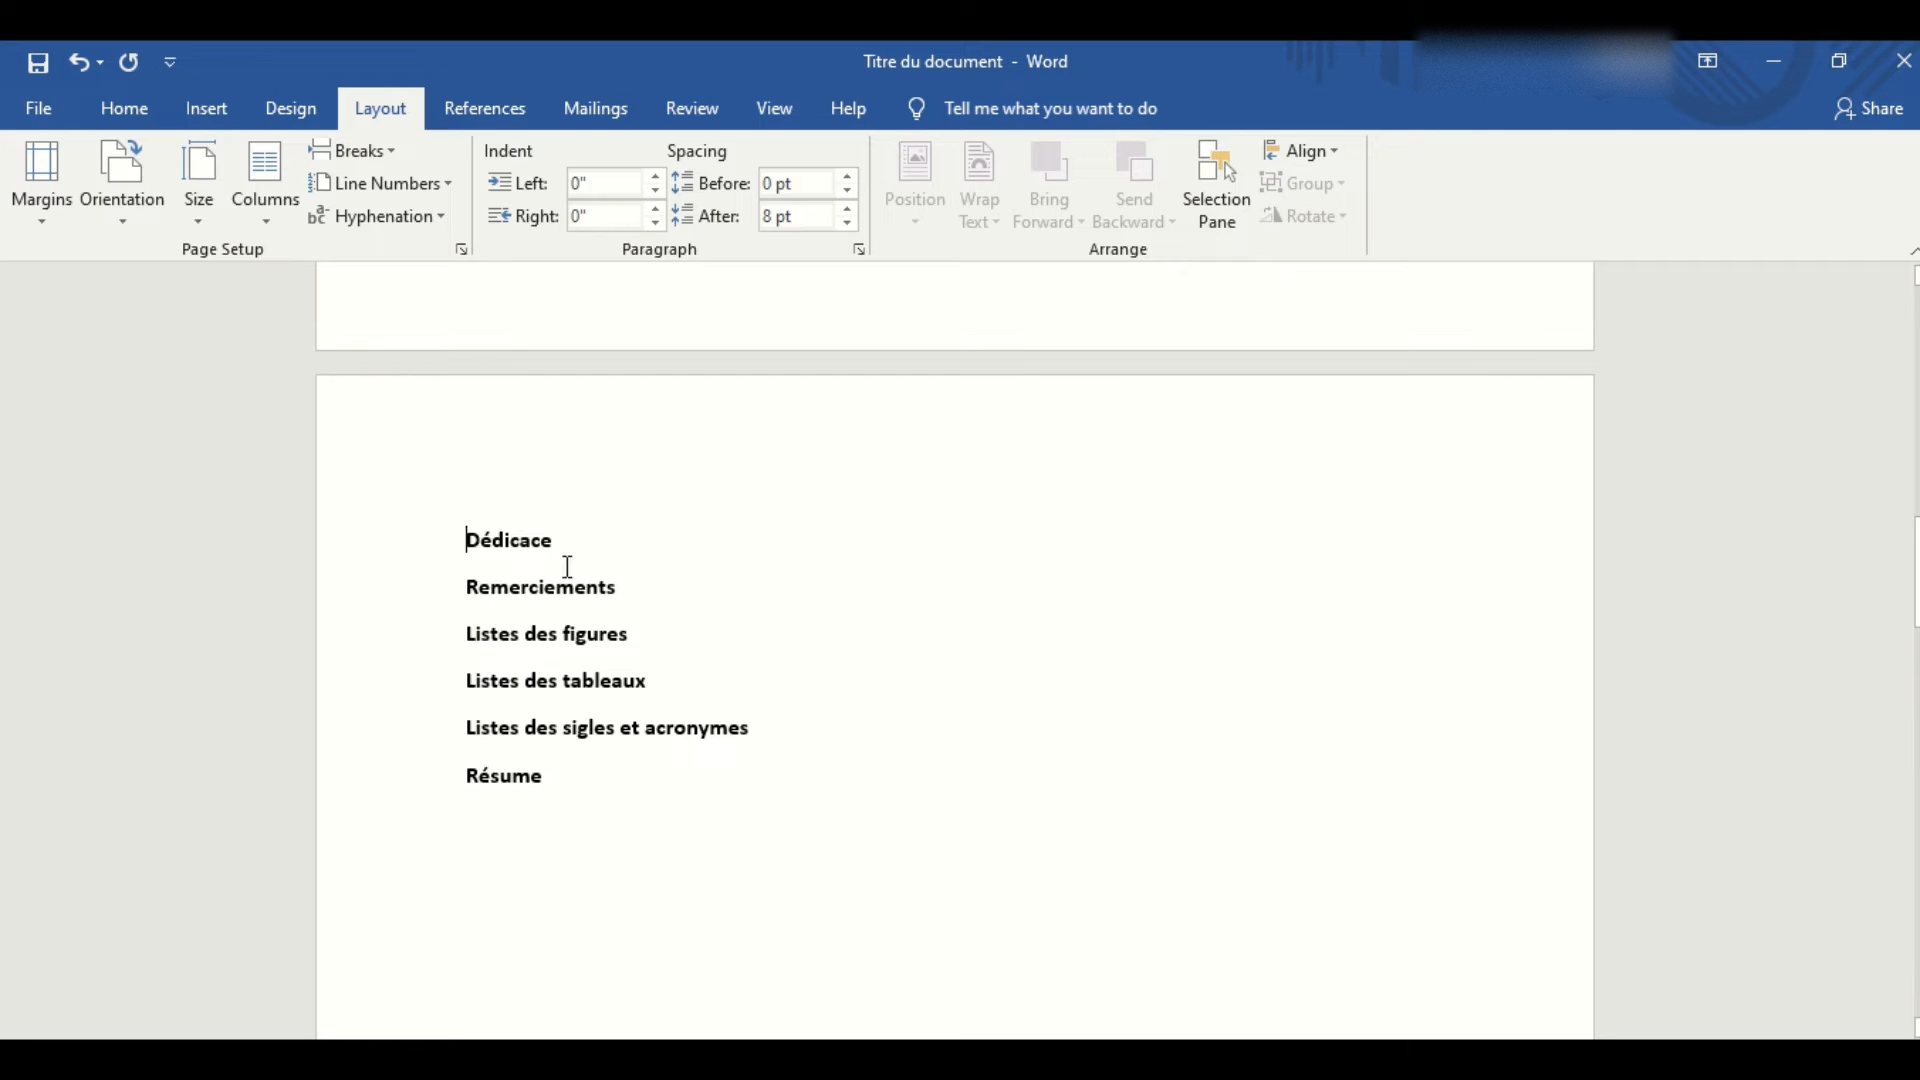 Titre du document - Word
File Home Insert Design Layout References Mailings Review View Help Tell me what you want to do Share
Margins Orientation Size Columns
Breaks
Line Numbers
Hyphenation
Page Setup
Indent Spacing
Left: 0" Before: 0 pt
Right: 0" After: 8 pt
Paragraph
Position Wrap Text Bring Forward Send Backward Selection Pane
Align
Group
Rotate
Arrange
Dédicace
Remerciements
Listes des figures
Listes des tableaux
Listes des sigles et acronymes
Résume